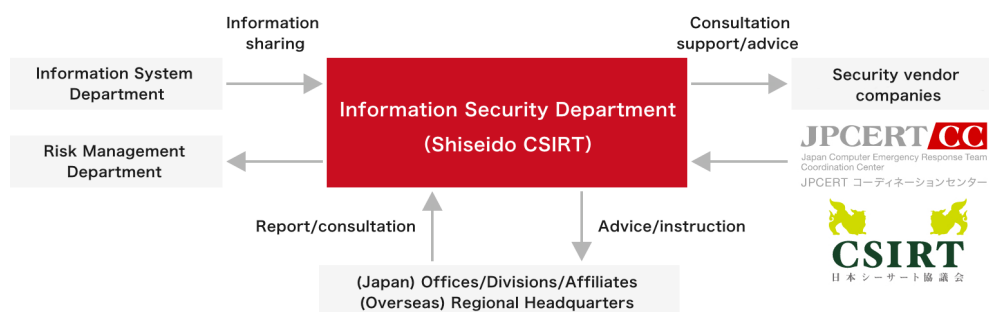 Information
sharing
Consultation
support/advice
Information System
Department
Information Security Department
(Shiseido CSIRT)
Security vendor
companies
Risk Management
Department
JPCERT CC
Japan Computer Emergency Response Team
Coordination Center
JPCERT コーディネーションセンター
Report/consultation
Advice/instruction
CSIRT
日本シーサート協議会
(Japan) Offices/Divisions/Affiliates
(Overseas) Regional Headquarters